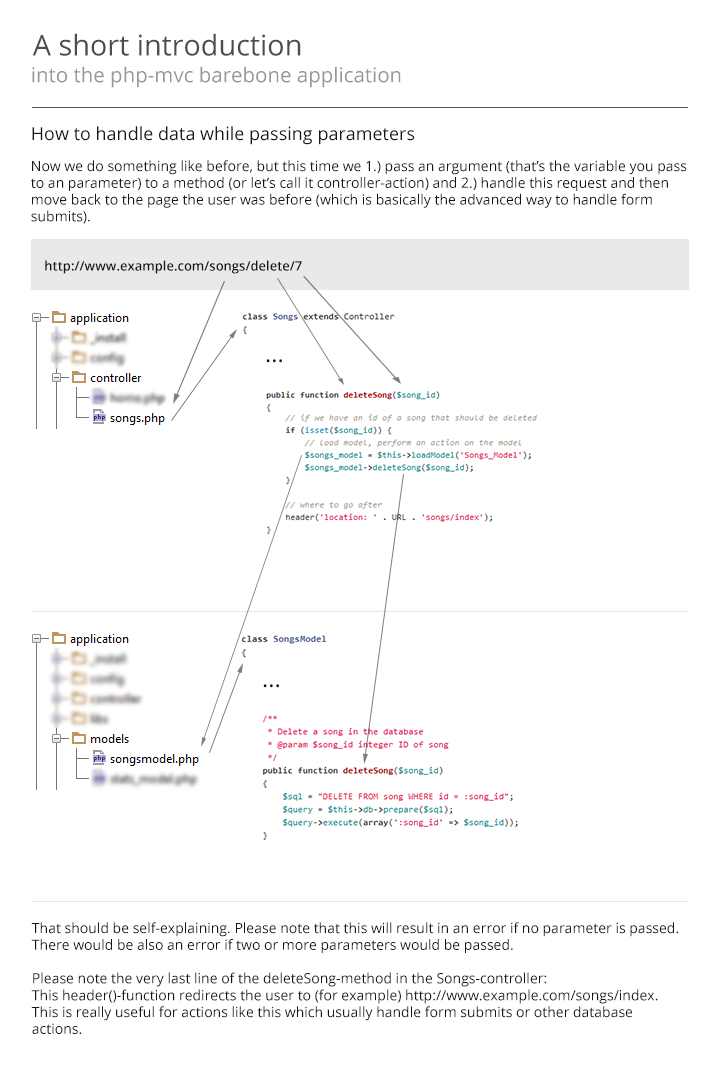 A short introduction
into the php-mvc barebone application
How to handle data while passing parameters
Now we do something like before, but this time we 1.) pass an argument (that's the variable you pass
to an parameter) to a method (or let's call it controller-action) and 2.) handle this request and then
move back to the page the user was before (which is basically the advanced way to handle form
submits).
http://www.example.com/songs/delete/7
application
_install
config
controller
home.php
songs.php
class Songs extends Controller
{
...
public function deleteSong($song_id)
{
// if we have an id of a song that should be deleted
if (isset($song_id)) {
// load model, perform an action on the model
$songs_model = $this->loadModel('Songs_Model');
$songs_model->deleteSong($song_id);
}
// where to go after
header('location: ' . URL . 'songs/index');
}
application
_install
config
controller
libs
models
songsmodel.php
stats_model.php
class SongsModel
{
...
/**
* Delete a song in the database
* @param $song_id integer ID of song
*/
public function deleteSong($song_id)
{
$sql = "DELETE FROM song WHERE id = :song_id";
$query = $this->db->prepare($sql);
$query->execute(array(':song_id' => $song_id));
}
That should be self-explaining. Please note that this will result in an error if no parameter is passed.
There would be also an error if two or more parameters would be passed.
Please note the very last line of the deleteSong-method in the Songs-controller:
This header()-function redirects the user to (for example) http://www.example.com/songs/index.
This is really useful for actions like this which usually handle form submits or other database
actions.